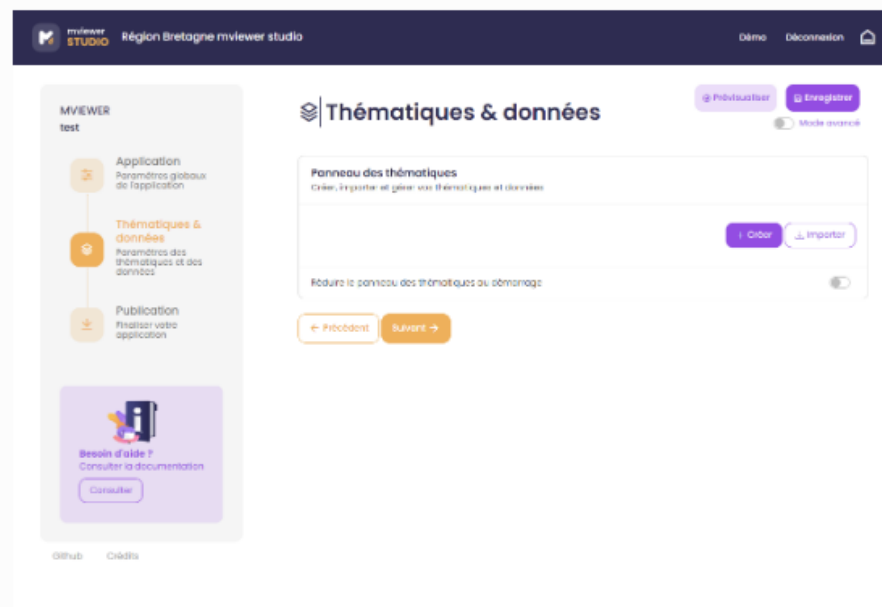 mviewer
STUDIO
Région Bretagne mviewer studio
Démo
Déconnexion
MVIEWER
test
Application
Paramètres globaux
de l'application
Thématiques &
données
Paramètres des
thématiques et des
données
Publication
Finaliser votre
application
Besoin d'aide ?
Consulter la documentation
Consulter
Github
Crédits
Thématiques & données
Prévisualiser
Enregistrer
Mode avancé
Panneau des thématiques
Créer, importer et gérer vos thématiques et données
Créer
Importer
Réduire le panneau des thématiques au démarrage
← Précédent
Suivant →